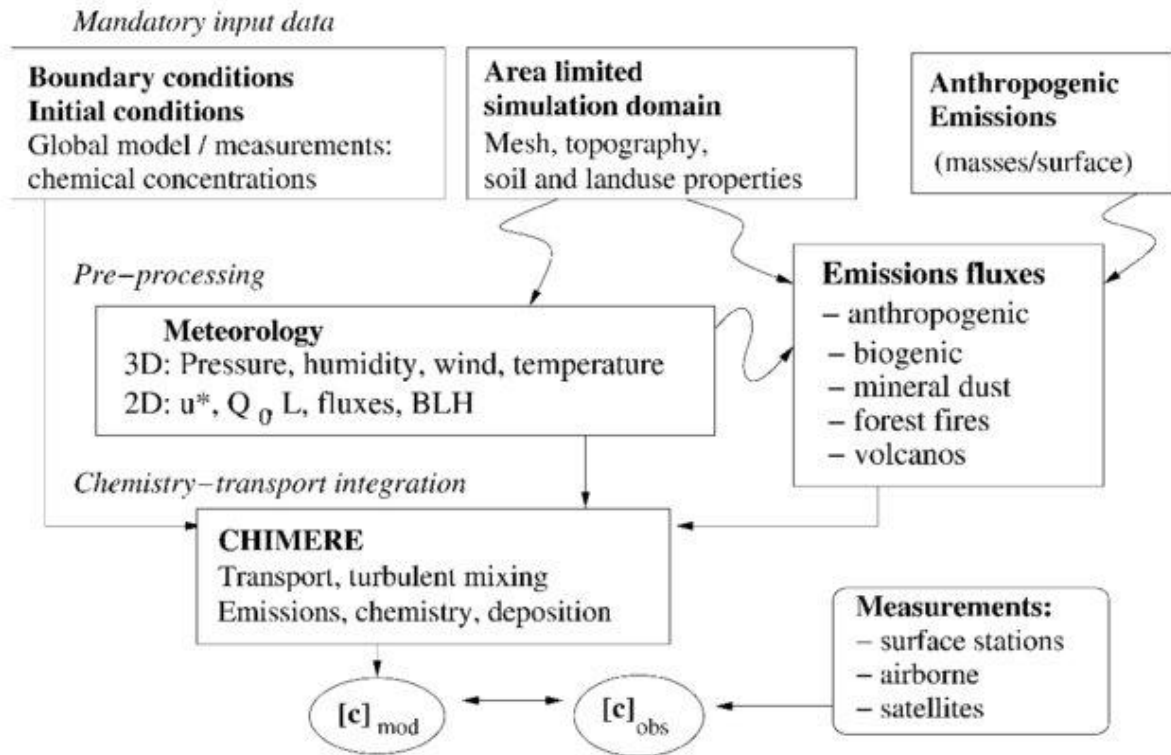 Mandatory input data
Boundary conditions
Initial conditions
Global model / measurements:
chemical concentrations
Area limited
simulation domain
Mesh, topography,
soil and landuse properties
Anthropogenic
Emissions
(masses/surface)
Pre−processing
Meteorology
3D: Pressure, humidity, wind, temperature
2D: u*, Q 0, L, fluxes, BLH
Emissions fluxes
− anthropogenic
− biogenic
− mineral dust
− forest fires
− volcanos
Chemistry−transport integration
CHIMERE
Transport, turbulent mixing
Emissions, chemistry, deposition
Measurements:
− surface stations
− airborne
− satellites
[c] mod
[c] obs